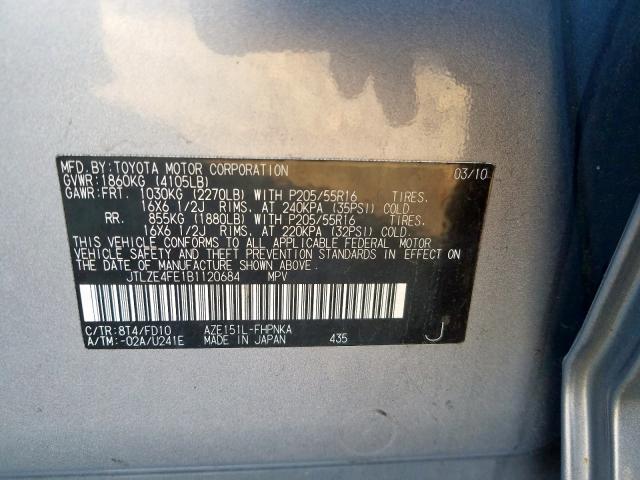 MFD. BY: TOYOTA MOTOR CORPORATION 03/10
GVWR: 1860KG (4105LB)
GAWR: FRT. 1030KG (2270LB) WITH P205/55R16 TIRES.
16X6 1/2J RIMS. AT 240KPA (35PSI) COLD
RR. 855KG (1880LB) WITH P205/55R16 TIRES.
16X6 1/2J RIMS. AT 220KPA (32PSI) COLD
THIS VEHICLE CONFORMS TO ALL APPLICABLE FEDERAL MOTOR
VEHICLE SAFETY AND THEFT PREVENTION STANDARDS IN EFFECT ON
THE DATE OF MANUFACTURE SHOWN ABOVE.
JTLZE4FE1B1120684 MPV
C/TR: 8T4/FD10 AZE151L-FHPNKA
A/TM: -02A/U241E MADE IN JAPAN 435 J